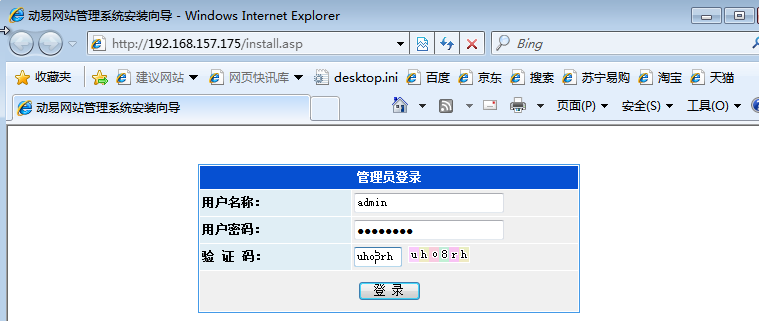 动易网站管理系统安装向导 - Windows Internet Explorer
http://192.168.157.175/install.asp
Bing
收藏夹 建议网站 网页快讯库 desktop.ini 百度 京东 搜索 苏宁易购 淘宝 天猫
动易网站管理系统安装向导
页面(P) 安全(S) 工具(O)
管理员登录
用户名称： admin
用户密码： ●●●●●●●●
验 证 码： uho8rh uho8rh
登 录